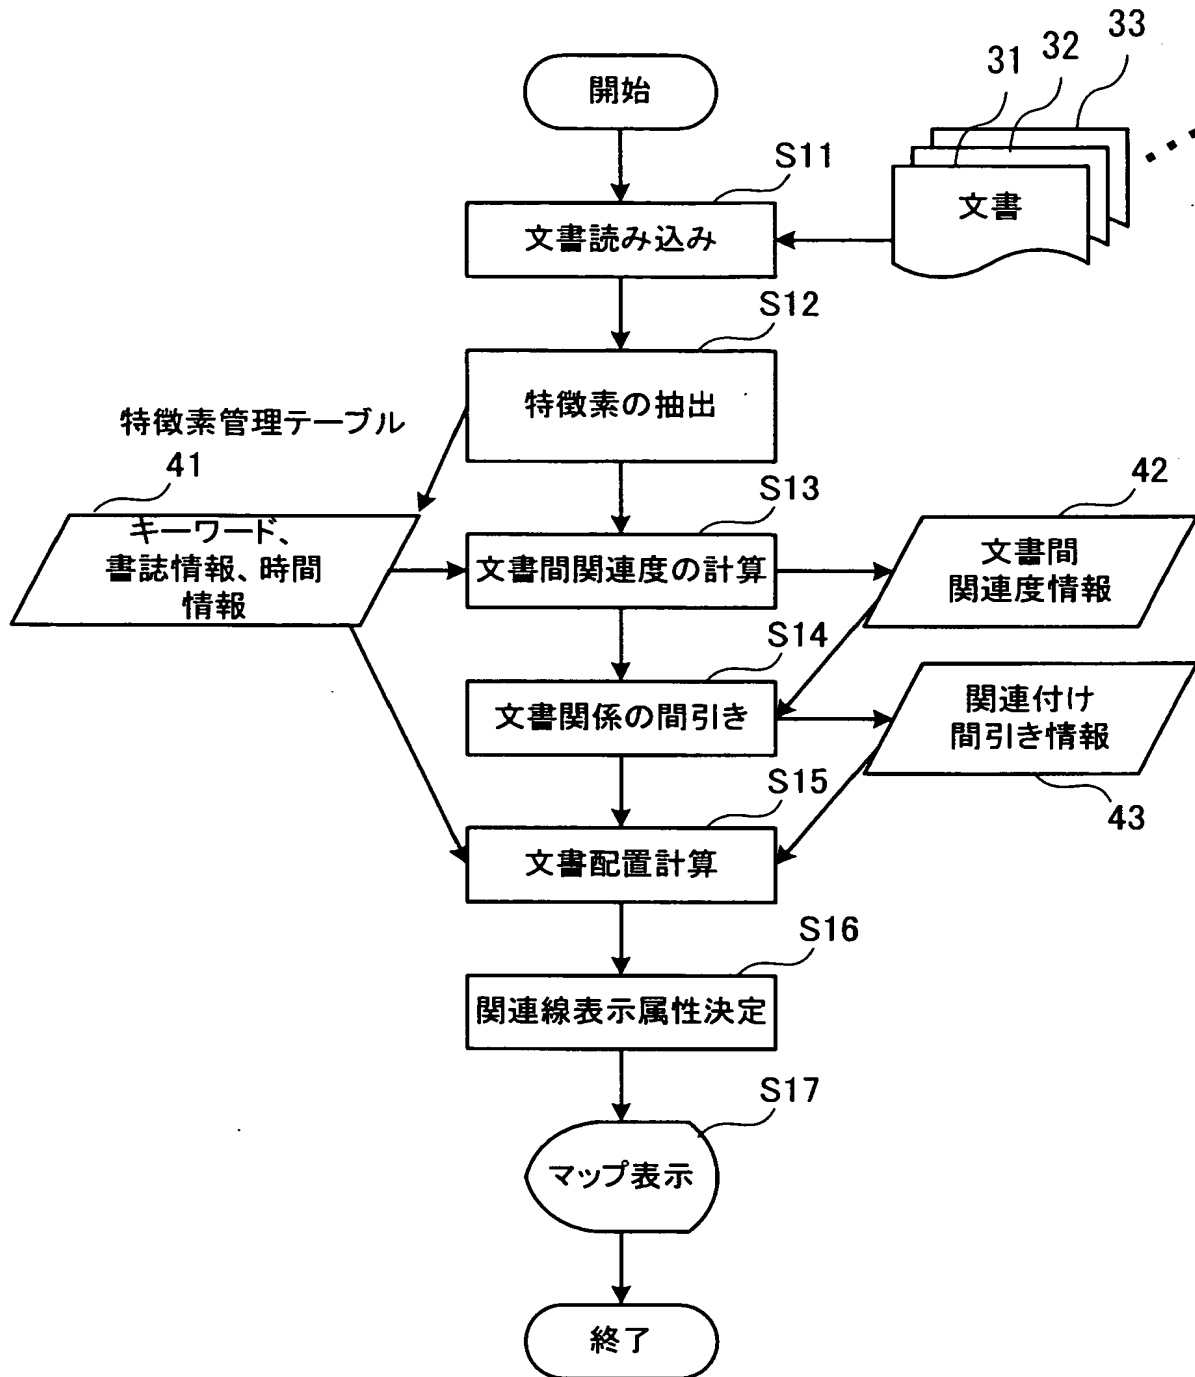 33
32
31
開始
S11
文書
文書読み込み
S12
特徴素の抽出
特徴素管理テーブル
41
S13
42
キーワード、
書誌情報、時間
情報
文書間関連度の計算
文書間
関連度情報
S14
文書関係の間引き
関連付け
間引き情報
S15
43
文書配置計算
S16
関連線表示属性決定
S17
マップ表示
終了